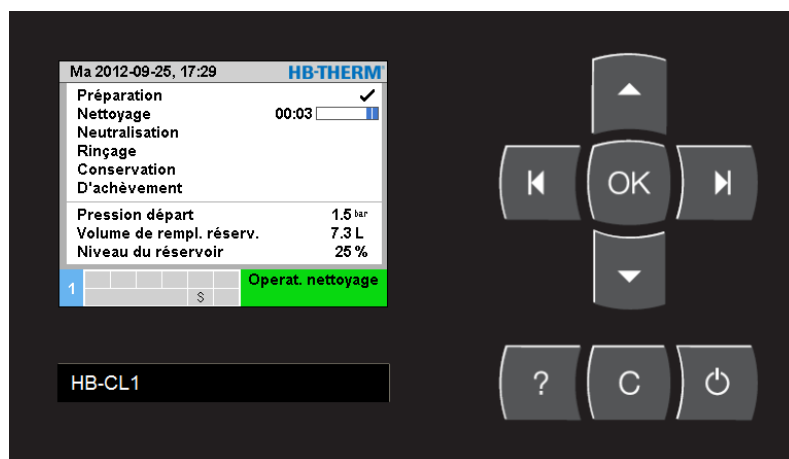 Ma 2012-09-25, 17:29 HB-THERM
Préparation
Nettoyage 00:03
Neutralisation
Rinçage
Conservation
D'achèvement
Pression départ 1.5 bar
Volume de rempl. réserv. 7.3 L
Niveau du réservoir 25 %
1 S Operat. nettoyage
HB-CL1
OK
? C